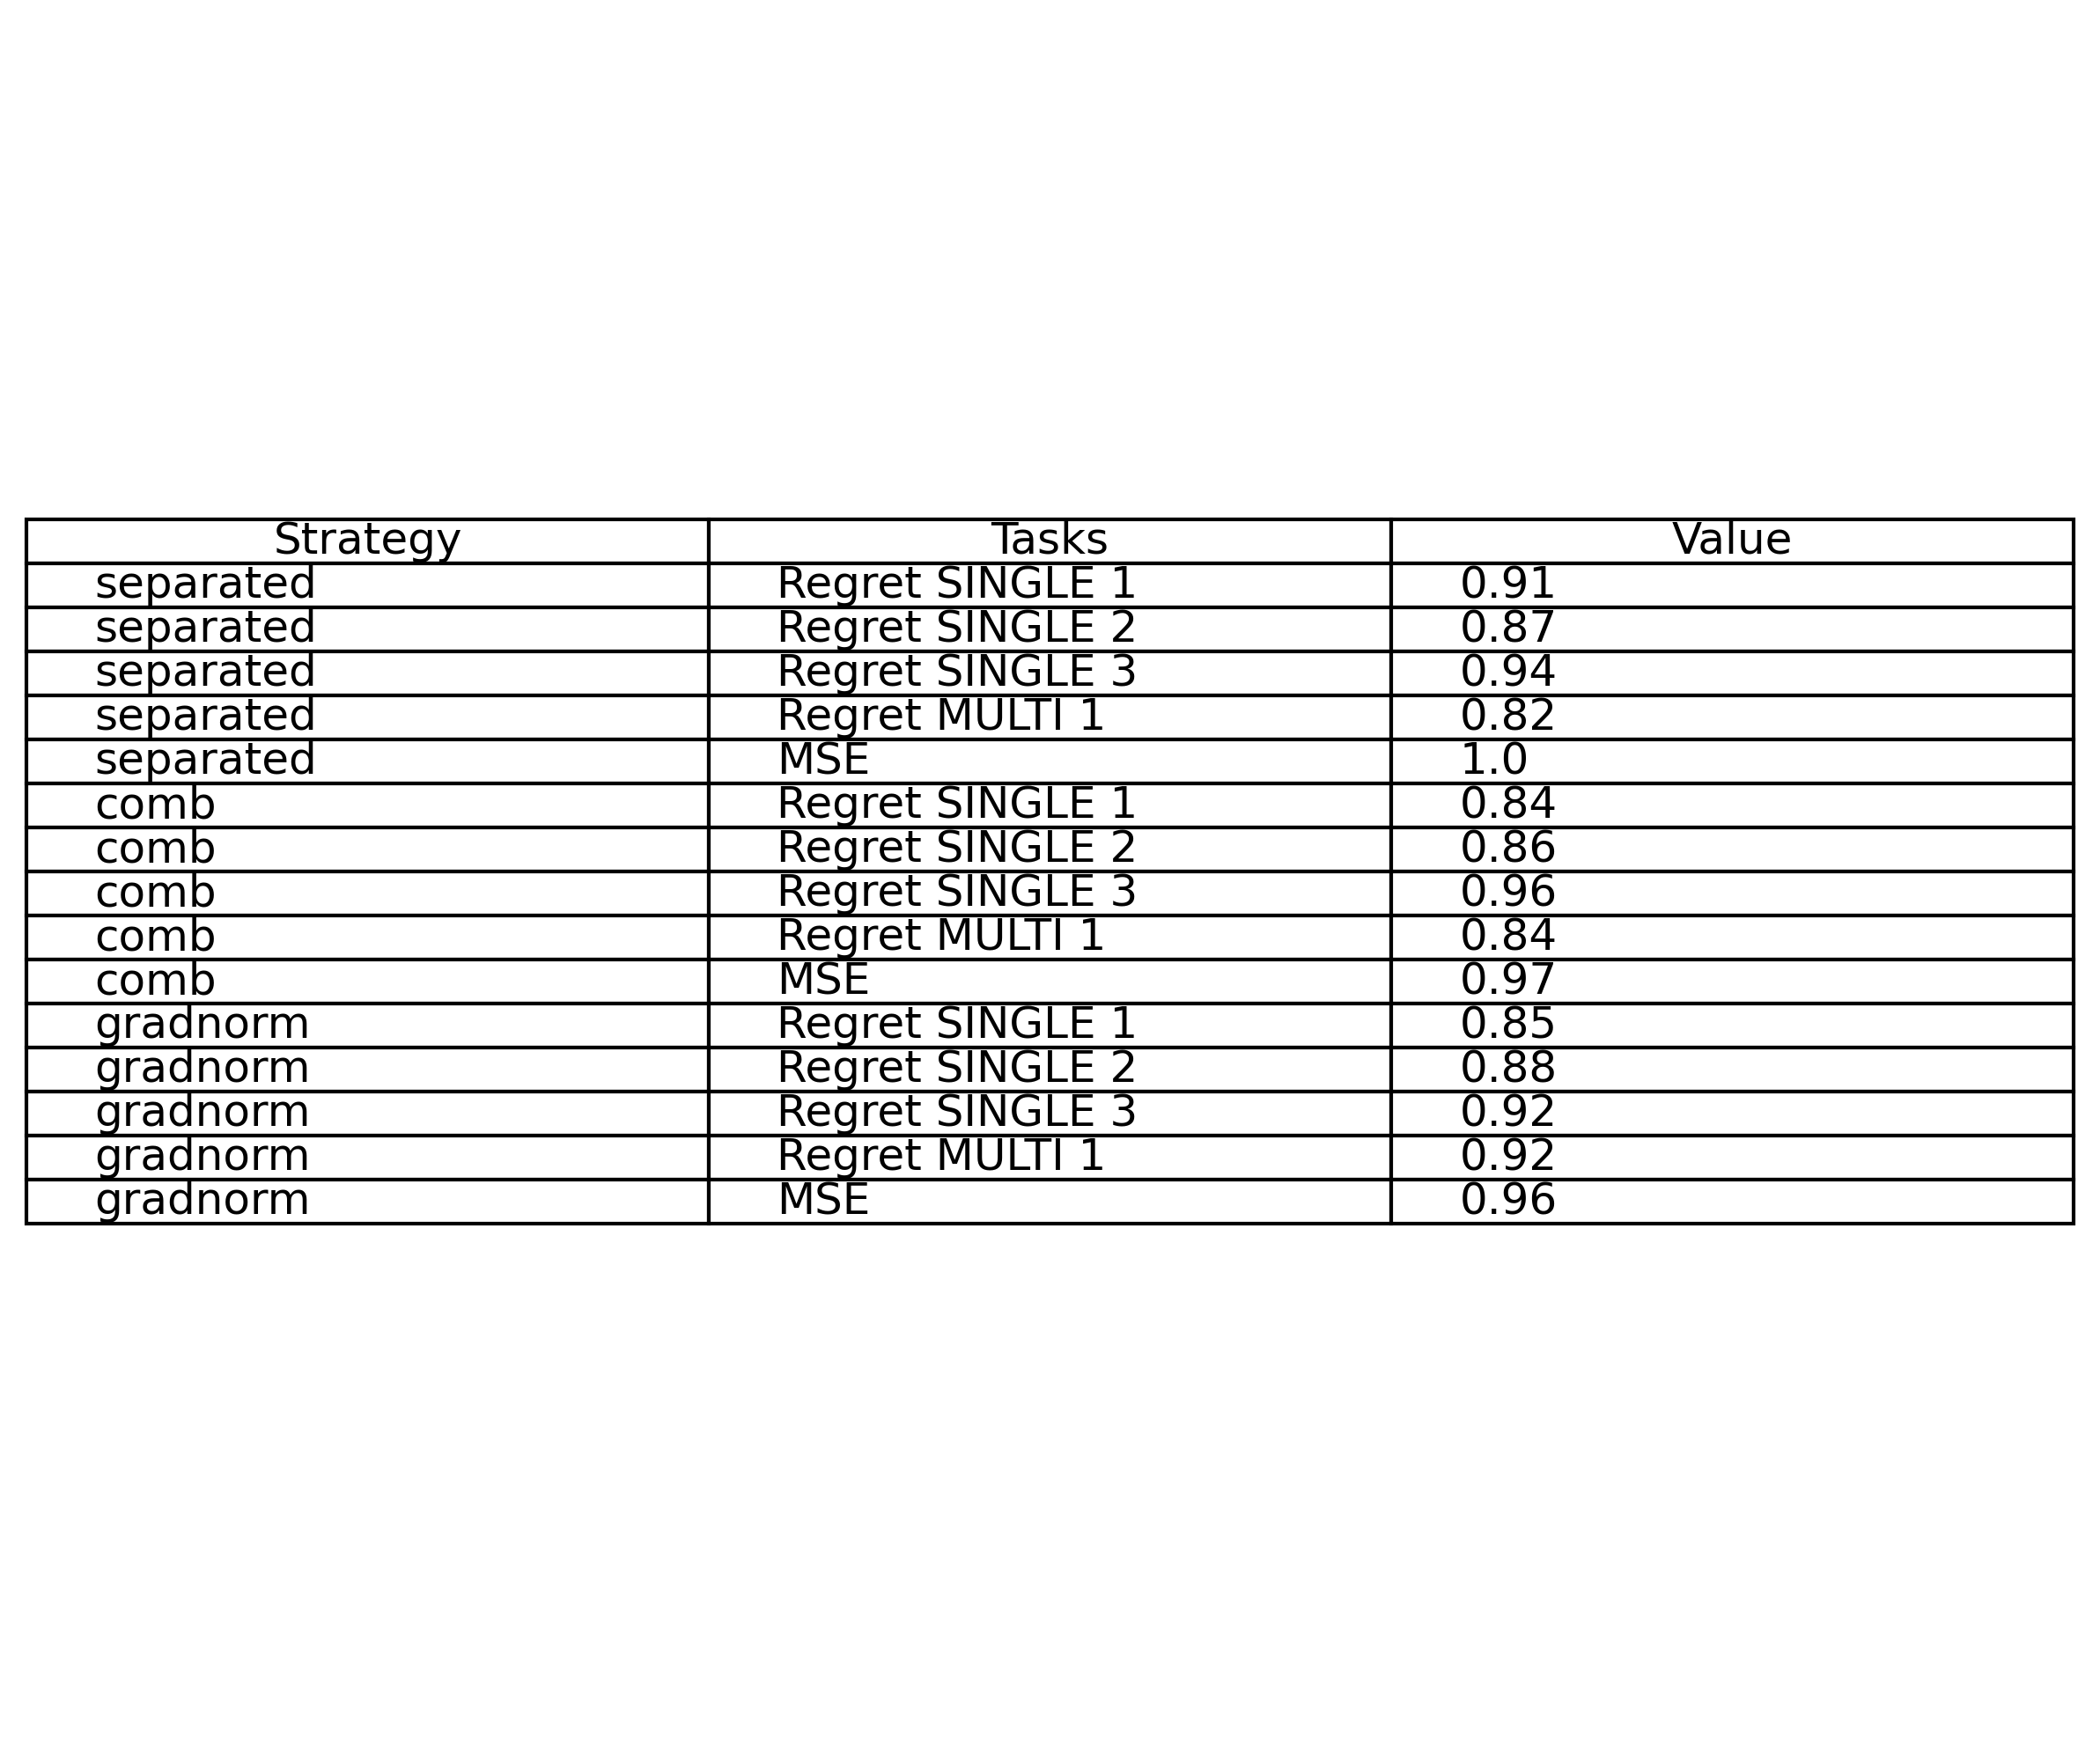 Strategy Tasks Value
separated Regret SINGLE 1 0.91
separated Regret SINGLE 2 0.87
separated Regret SINGLE 3 0.94
separated Regret MULTI 1 0.82
separated MSE 1.0
comb Regret SINGLE 1 0.84
comb Regret SINGLE 2 0.86
comb Regret SINGLE 3 0.96
comb Regret MULTI 1 0.84
comb MSE 0.97
gradnorm Regret SINGLE 1 0.85
gradnorm Regret SINGLE 2 0.88
gradnorm Regret SINGLE 3 0.92
gradnorm Regret MULTI 1 0.92
gradnorm MSE 0.96